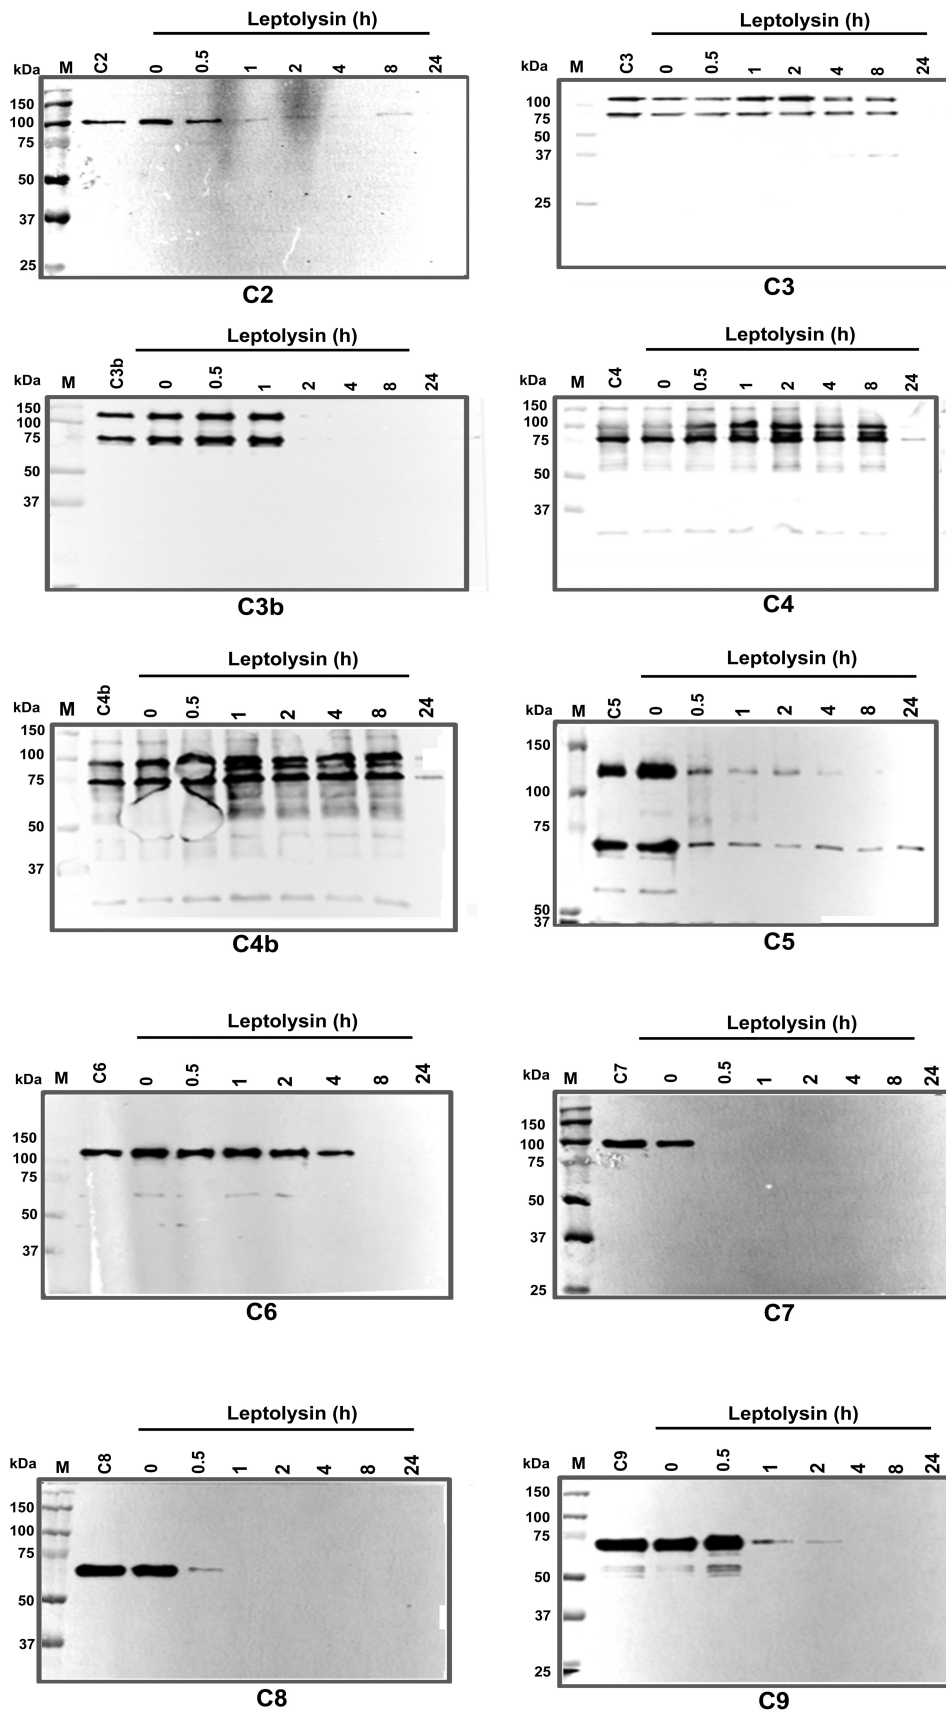 Leptolysin (h)
kDa M C2 0 0.5 1 2 4 8 24
150
100
75
50
37
25
C2
Leptolysin (h)
kDa M C3 0 0.5 1 2 4 8 24
100
75
50
37
25
C3
Leptolysin (h)
kDa M C3b 0 0.5 1 2 4 8 24
150
100
75
50
37
C3b
Leptolysin (h)
kDa M C4 0 0.5 1 2 4 8 24
150
100
75
50
37
C4
Leptolysin (h)
kDa M C4b 0 0.5 1 2 4 8 24
150
100
75
50
37
C4b
Leptolysin (h)
kDa M C5 0 0.5 1 2 4 8 24
150
100
75
50
37
C5
Leptolysin (h)
kDa M C6 0 0.5 1 2 4 8 24
150
100
75
50
37
C6
Leptolysin (h)
kDa M C7 0 0.5 1 2 4 8 24
150
100
75
50
37
25
C7
Leptolysin (h)
kDa M C8 0 0.5 1 2 4 8 24
150
100
75
50
37
C8
Leptolysin (h)
kDa M C9 0 0.5 1 2 4 8 24
150
100
75
50
37
25
C9